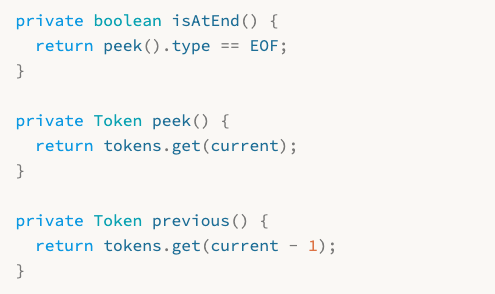 private boolean isAtEnd() {
  return peek().type == EOF;
}

private Token peek() {
  return tokens.get(current);
}

private Token previous() {
  return tokens.get(current - 1);
}